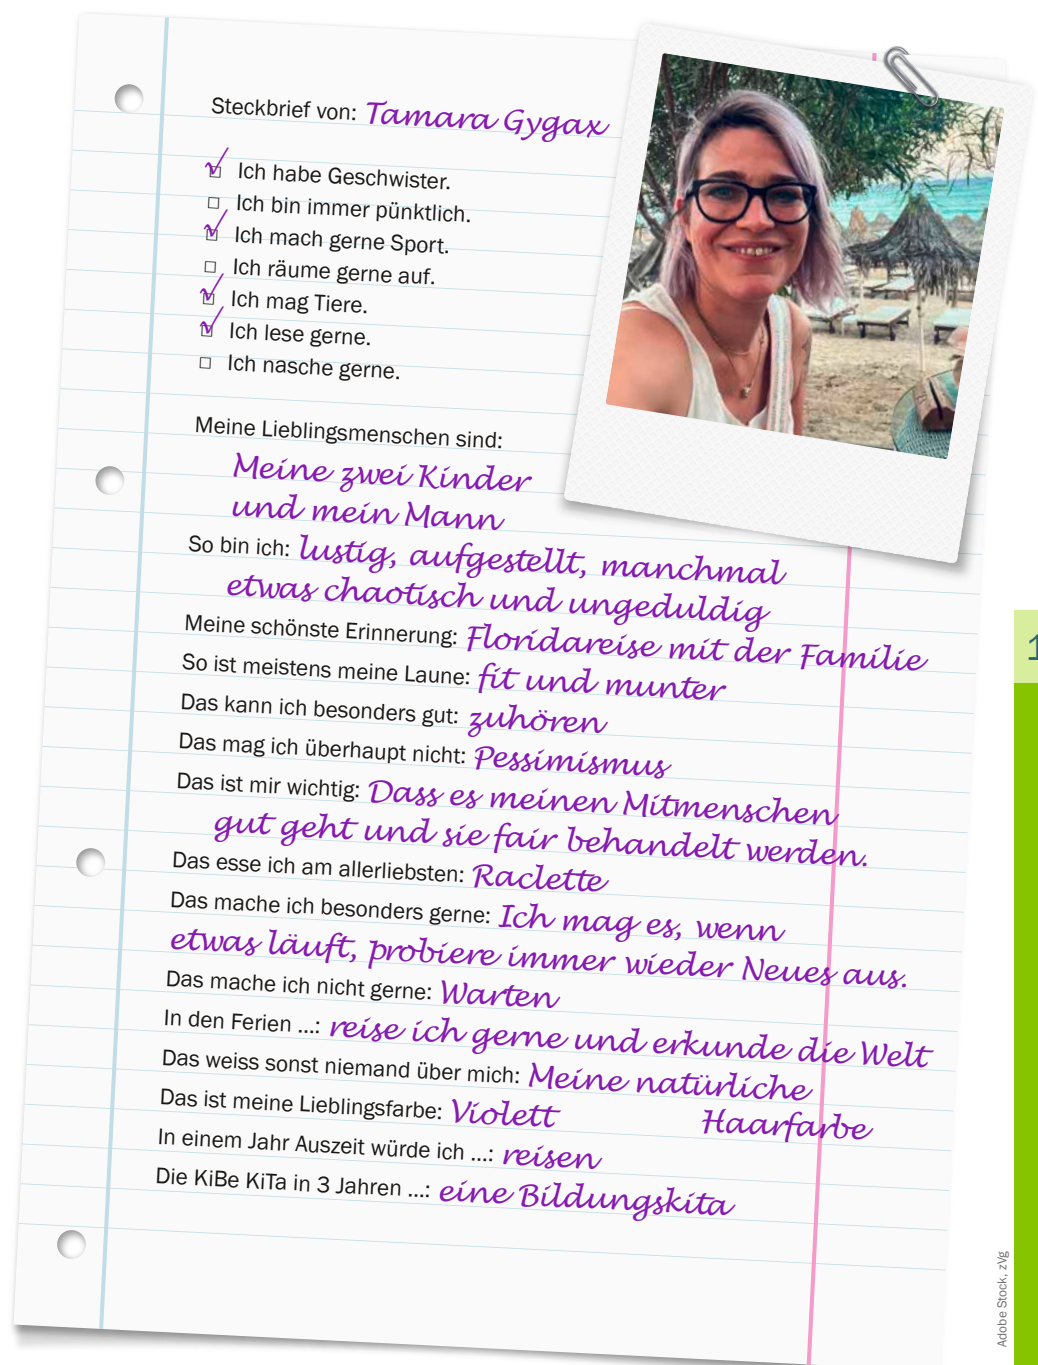 Steckbrief von: Tamara Gygax
Ich habe Geschwister.
Ich bin immer pünktlich.
Ich mach gerne Sport.
Ich räume gerne auf.
Ich mag Tiere.
Ich lese gerne.
Ich nasche gerne.
Meine Lieblingsmenschen sind:
Meine zwei Kinder
und mein Mann
So bin ich: lustig, aufgestellt, manchmal
etwas chaotisch und ungeduldig
Meine schönste Erinnerung: Floridareise mit der Familie
So ist meistens meine Laune: fit und munter
Das kann ich besonders gut: zuhören
Das mag ich überhaupt nicht: Pessimismus
Das ist mir wichtig: Dass es meinen Mitmenschen
gut geht und sie fair behandelt werden.
Das esse ich am allerliebsten: Raclette
Das mache ich besonders gerne: Ich mag es, wenn
etwas läuft, probiere immer wieder Neues aus.
Das mache ich nicht gerne: Warten
In den Ferien ...: reise ich gerne und erkunde die Welt
Das weiss sonst niemand über mich: Meine natürliche
Haarfarbe
Das ist meine Lieblingsfarbe: Violett
In einem Jahr Auszeit würde ich ...: reisen
Die KiBe KiTa in 3 Jahren ...: eine Bildungskita
Adobe Stock, zVg